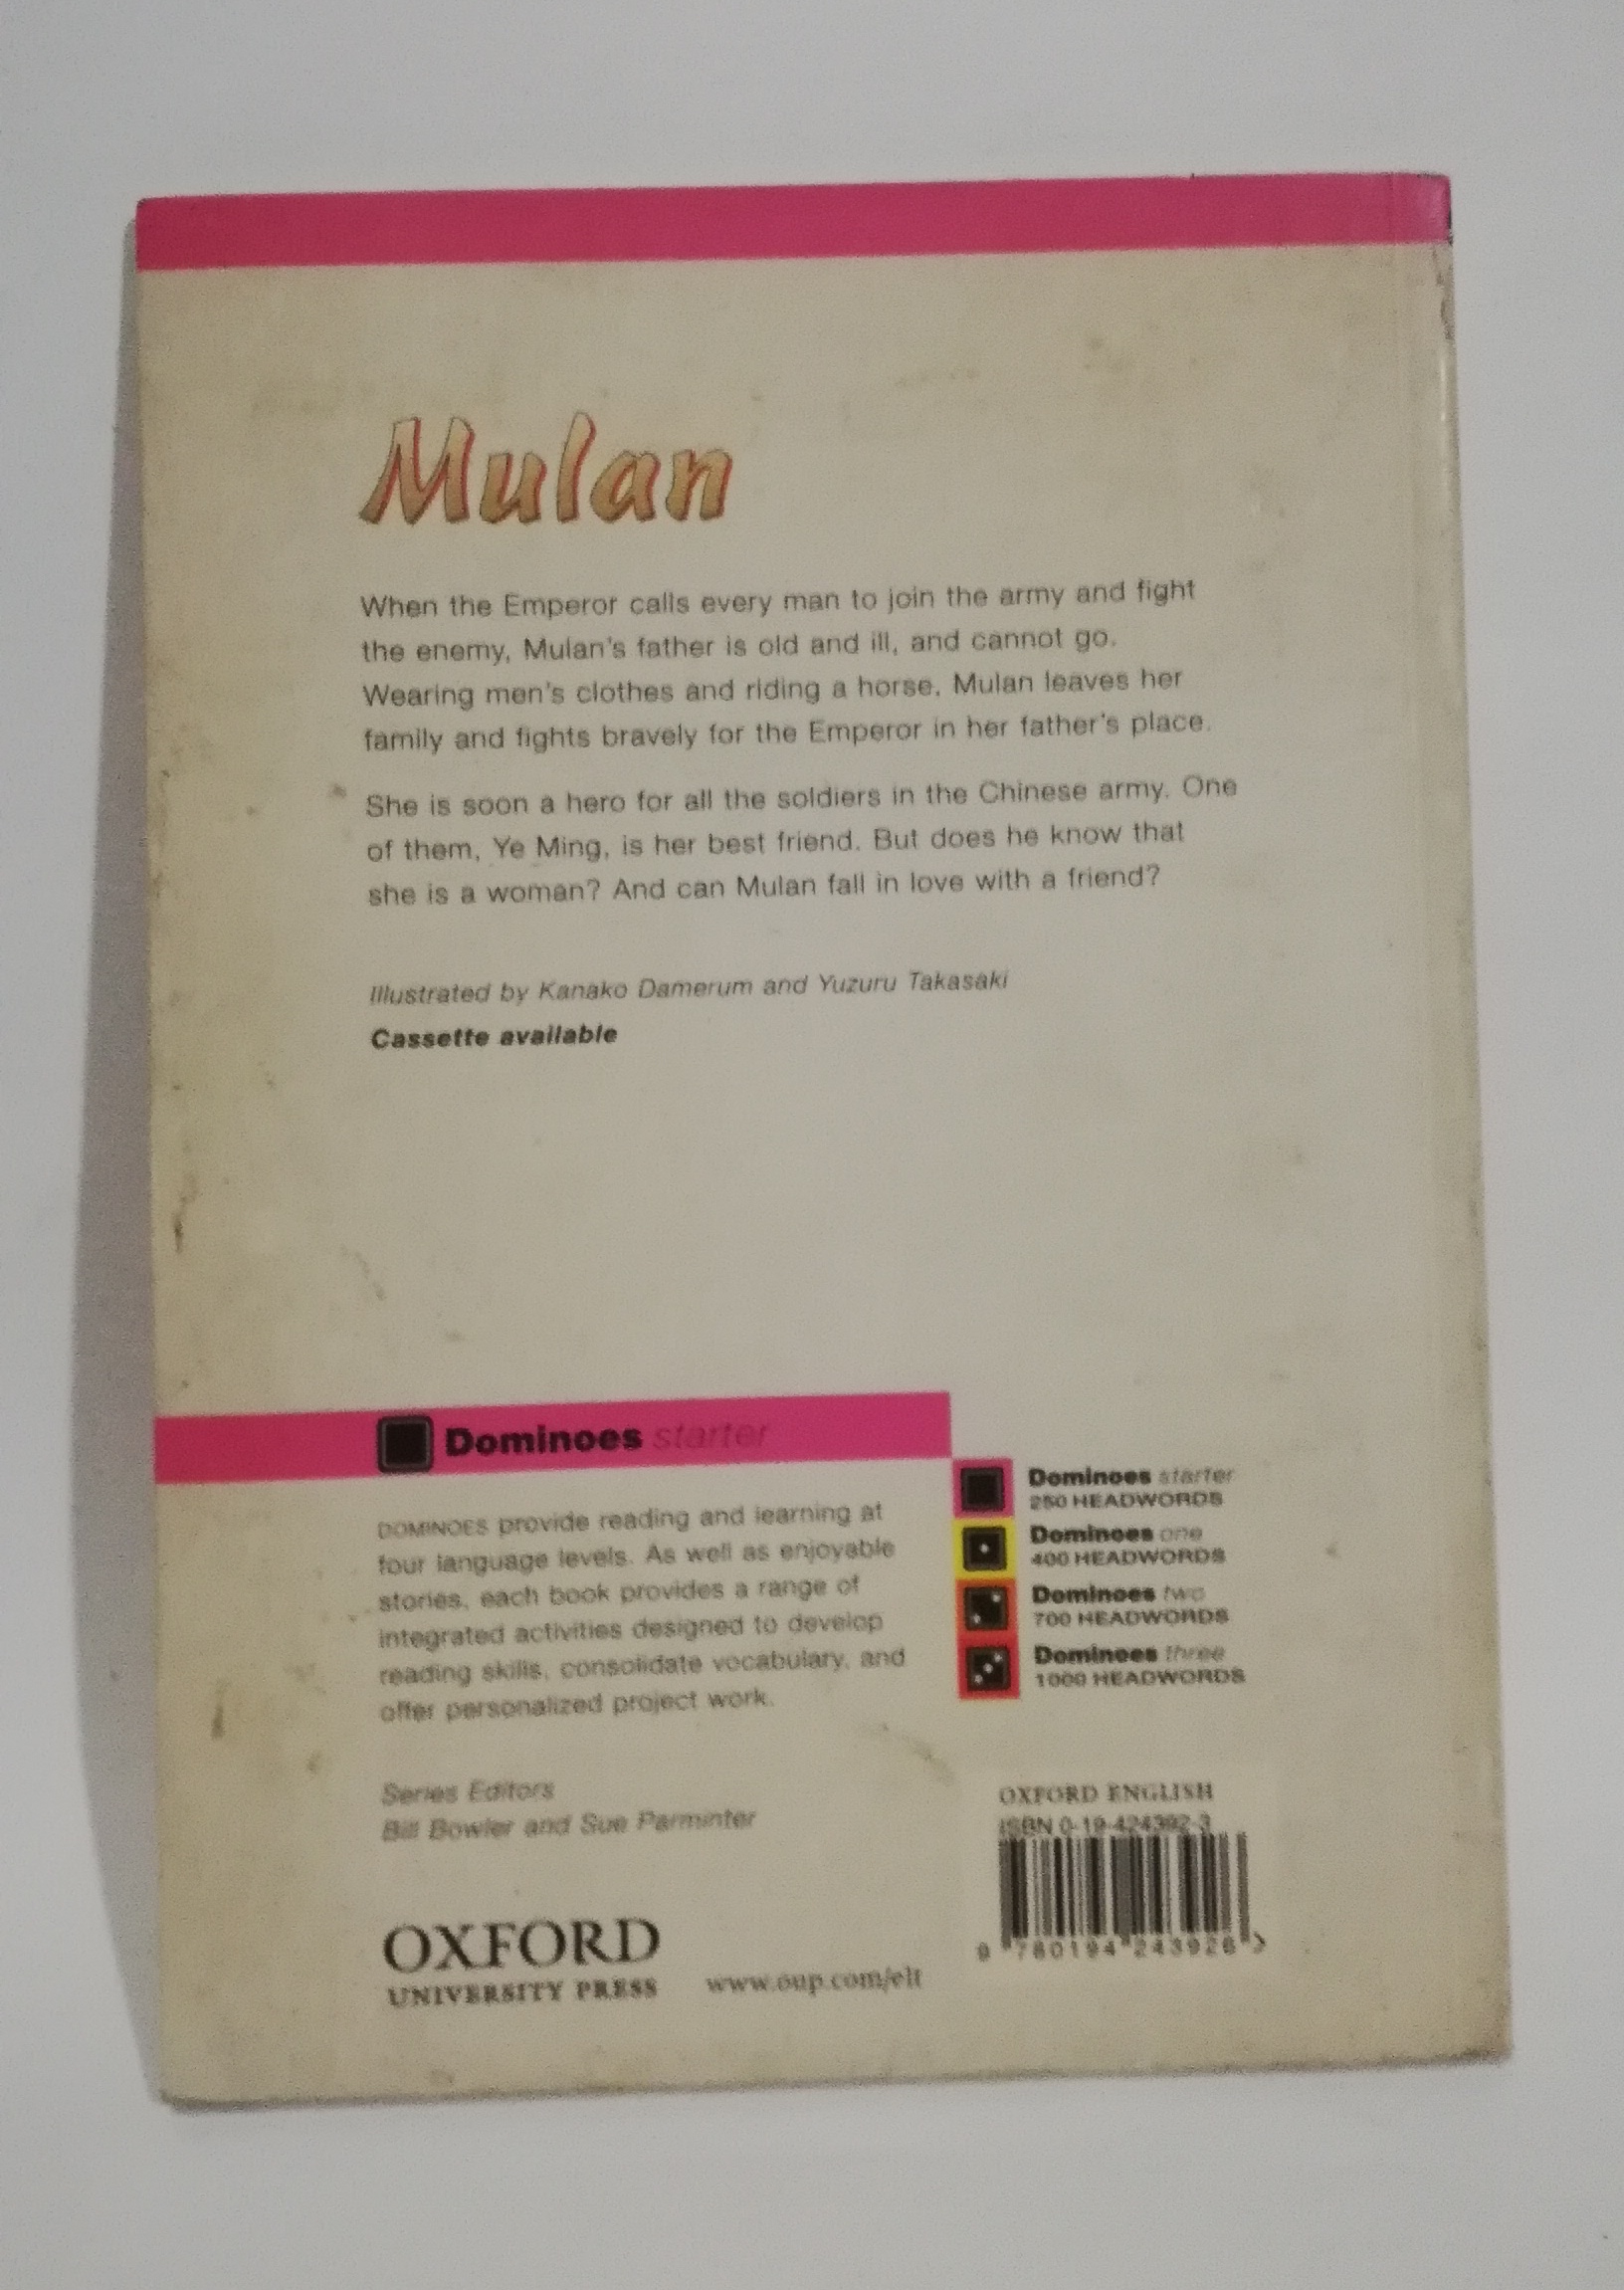 Mulan
When the Emperor calls every man to join the army and fight
the enemy, Mulan's father is old and ill, and cannot go.
Wearing men's clothes and riding a horse, Mulan leaves her
family and fights bravely for the Emperor in her father's place.
She is soon a hero for all the soldiers in the Chinese army. One
of them, Ye Ming, is her best friend. But does he know that
she is a woman? And can Mulan fall in love with a friend?
Illustrated by Kanako Damerum and Yuzuru Takasaki
Cassette available
Dominoes starter
DOMINOES provide reading and learning at
four language levels. As well as enjoyable
stories, each book provides a range of
integrated activities designed to develop
reading skills, consolidate vocabulary, and
offer personalized project work.
Series Editors
Bill Bowler and Sue Parminter
OXFORD
UNIVERSITY PRESS
www.oup.com/elt
Dominoes starter
250 HEADWORDS
Dominoes one
400 HEADWORDS
Dominoes two
700 HEADWORDS
Dominoes three
1000 HEADWORDS
OXFORD ENGLISH
ISBN 0-19-424392-3
9 780194 243926 >